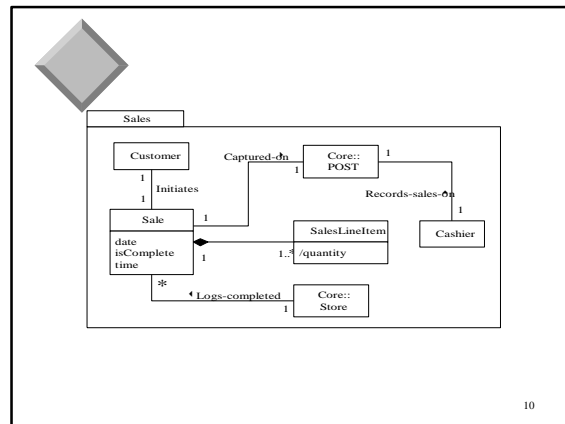 Sales
Customer
Captured-on
Core::
POST
1
1
1
Initiates
1
Records-sales-on
Sale
1
1
date
isComplete
time
SalesLineItem
/quantity
Cashier
1
1..*
*
Logs-completed
1
Core::
Store
10